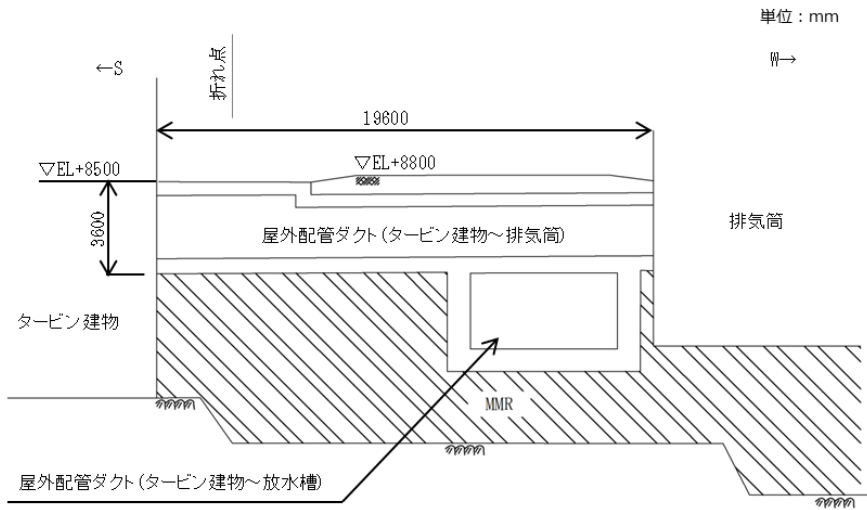 単位：mm
←S
折れ点
W→
19600
▽EL+8500
▽EL+8800
3600
屋外配管ダクト(タービン建物～排気筒)
排気筒
タービン建物
MMR
屋外配管ダクト(タービン建物～放水槽)